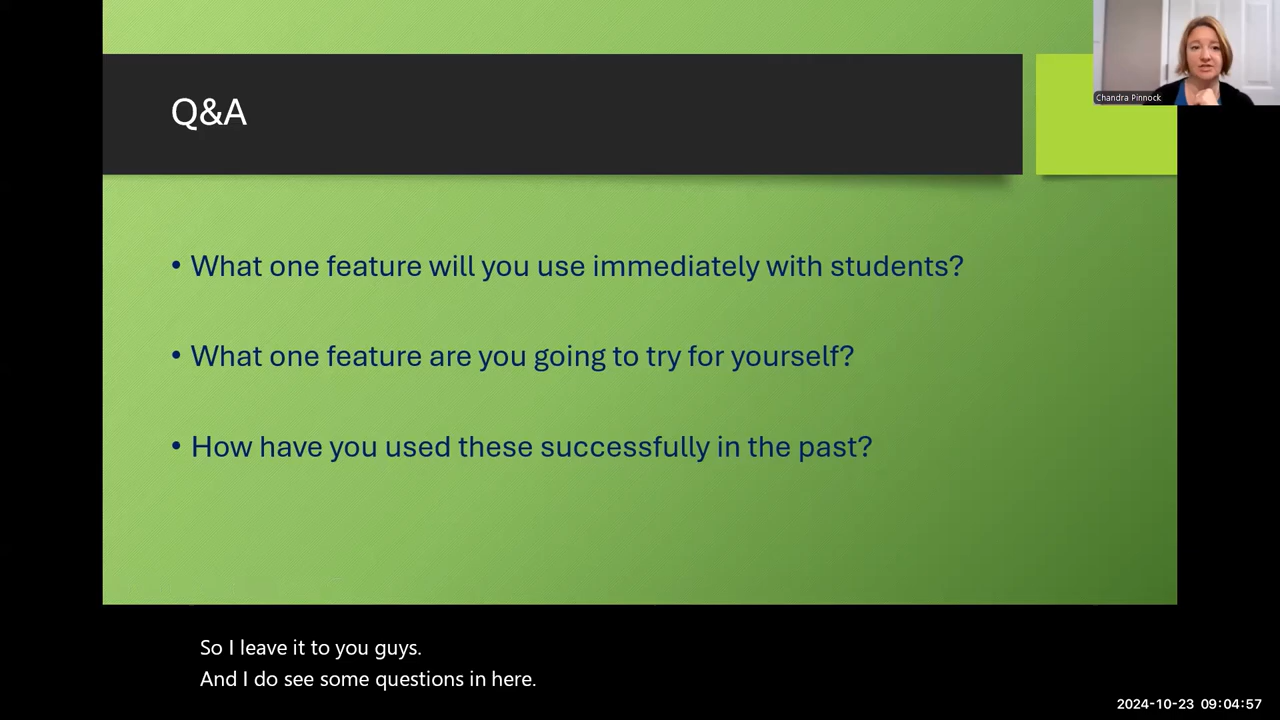 Q&A
Chandra Pinnock
• What one feature will you use immediately with students?
• What one feature are you going to try for yourself?
• How have you used these successfully in the past?
So I leave it to you guys.
And I do see some questions in here.
2024-10-23 09:04:57